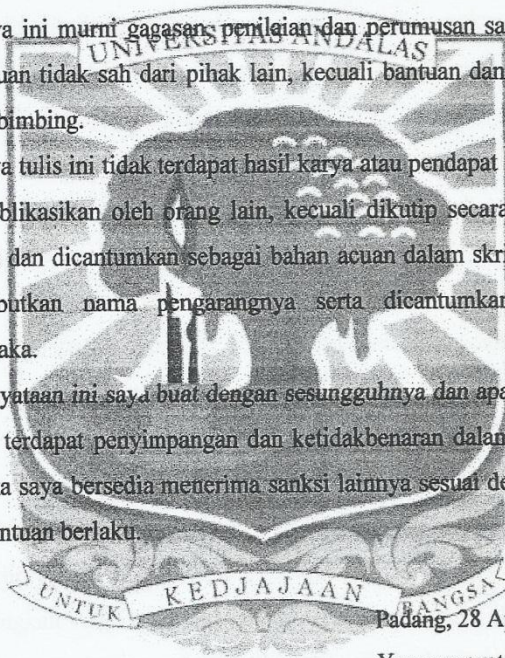 a ini murni gagasan, penilaian dan perumusan sa
UNIVERSITAS ANDALAS
uan tidak sah dari pihak lain, kecuali bantuan dan
bimbing.
a tulis ini tidak terdapat hasil karya atau pendapat
blikasikan oleh orang lain, kecuali dikutip secara
dan dicantumkan sebagai bahan acuan dalam skri
butkan nama pengarangnya serta dicantumkan
aka.
yataan ini saya buat dengan sesungguhnya dan apa
terdapat penyimpangan dan ketidakbenaran dalam
a saya bersedia menerima sanksi lainnya sesuai de
ntuan berlaku.
UNTUK KEDJAJAAN BANGSA
Padang, 28 A